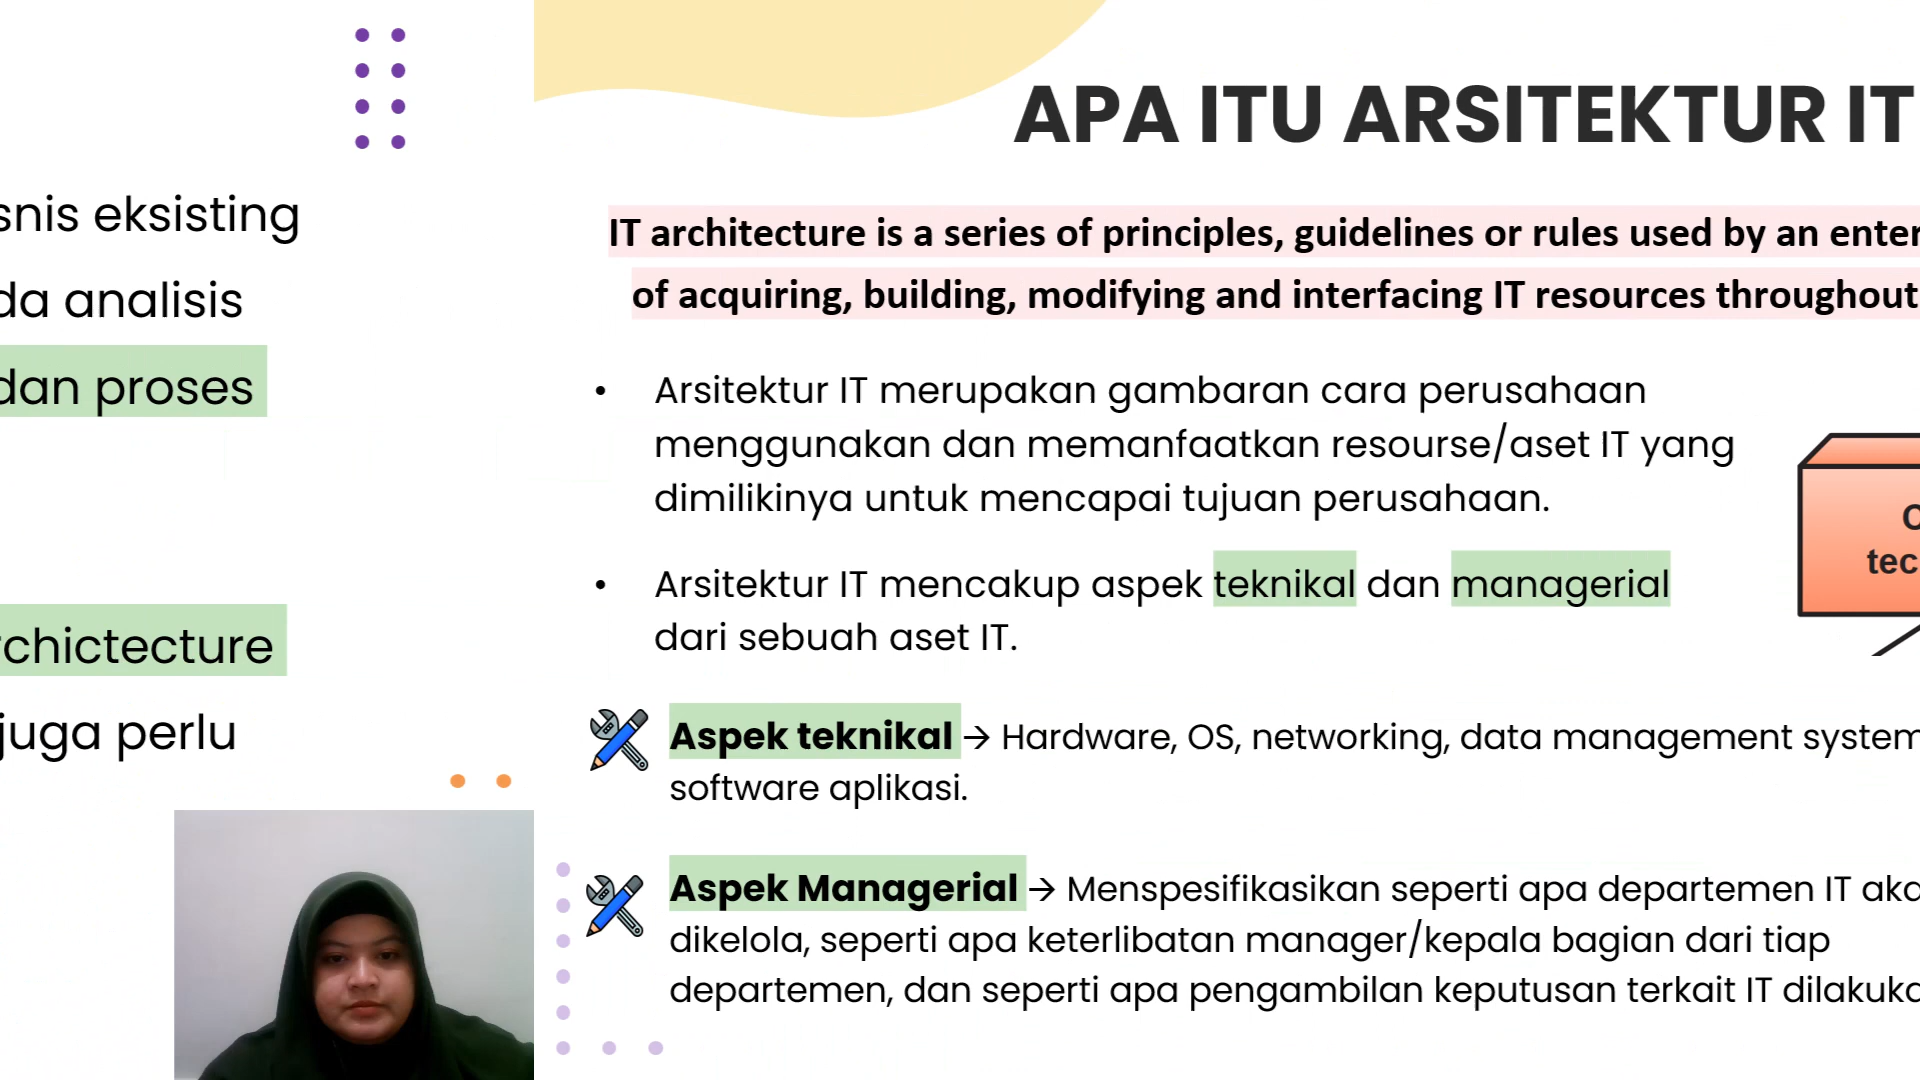 snis eksisting
da analisis
dan proses
rchictecture
juga perlu
APA ITU ARSITEKTUR IT
IT architecture is a series of principles, guidelines or rules used by an enter
of acquiring, building, modifying and interfacing IT resources throughout
• Arsitektur IT merupakan gambaran cara perusahaan
menggunakan dan memanfaatkan resourse/aset IT yang
dimilikinya untuk mencapai tujuan perusahaan.
• Arsitektur IT mencakup aspek teknikal dan managerial
dari sebuah aset IT.
Aspek teknikal → Hardware, OS, networking, data management system
software aplikasi.
Aspek Managerial → Menspesifikasikan seperti apa departemen IT aka
dikelola, seperti apa keterlibatan manager/kepala bagian dari tiap
departemen, dan seperti apa pengambilan keputusan terkait IT dilakuka
tec